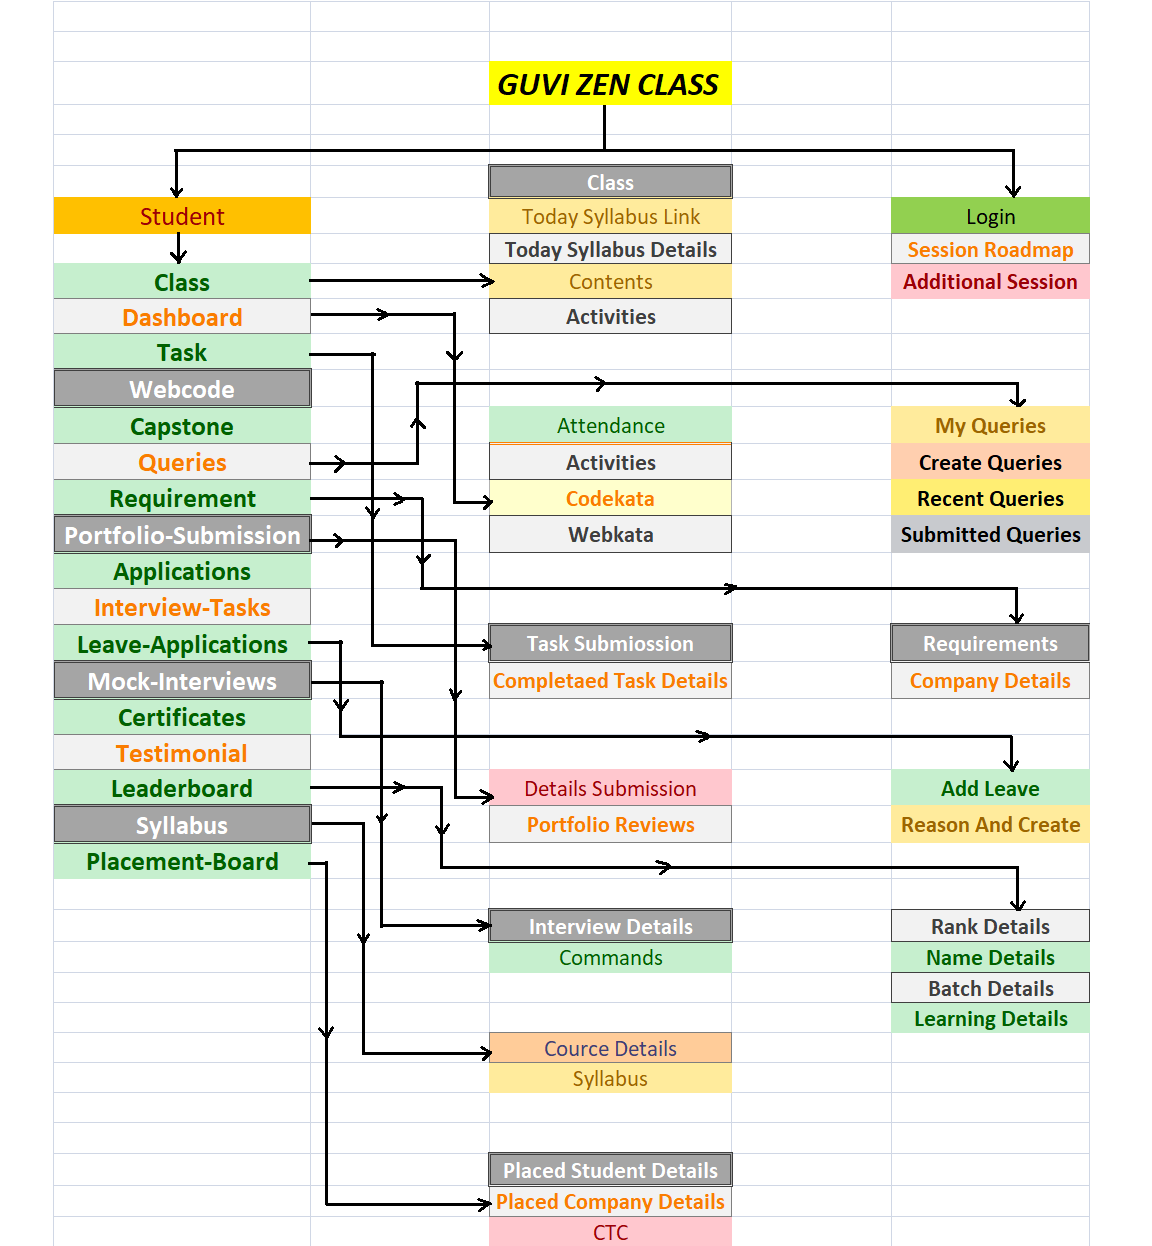 GUVI ZEN CLASS
Student
Class
Dashboard
Task
Webcode
Capstone
Queries
Requirement
Portfolio-Submission
Applications
Interview-Tasks
Leave-Applications
Mock-Interviews
Certificates
Testimonial
Leaderboard
Syllabus
Placement-Board
Class
Today Syllabus Link
Today Syllabus Details
Contents
Activities
Attendance
Activities
Codekata
Webkata
Task Submiossion
Completaed Task Details
Details Submission
Portfolio Reviews
Interview Details
Commands
Cource Details
Syllabus
Placed Student Details
Placed Company Details
CTC
Login
Session Roadmap
Additional Session
My Queries
Create Queries
Recent Queries
Submitted Queries
Requirements
Company Details
Add Leave
Reason And Create
Rank Details
Name Details
Batch Details
Learning Details